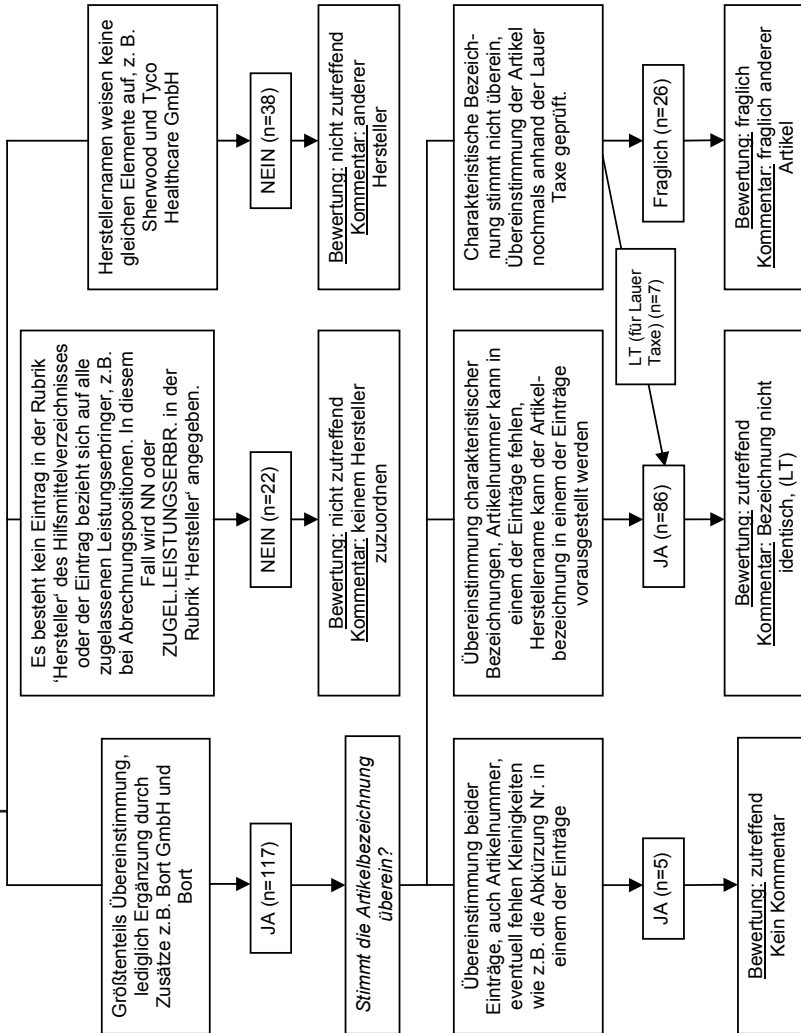 Größtenteils Übereinstimmung,
lediglich Ergänzung durch
Zusätze z.B. Bort GmbH und
Bort
Es besteht kein Eintrag in der Rubrik
‘Hersteller‘ des Hilfsmittelverzeichnisses
oder der Eintrag bezieht sich auf alle
zugelassenen Leistungserbringer, z.B.
bei Abrechnungspositionen. In diesem
Fall wird NN oder
ZUGEL.LEISTUNGSERBR. in der
Rubrik ‘Hersteller‘ angegeben.
Herstellernamen weisen keine
gleichen Elemente auf, z. B.
Sherwood und Tyco
Healthcare GmbH
JA (n=117)
NEIN (n=22)
NEIN (n=38)
Stimmt die Artikelbezeichnung
überein?
Bewertung: nicht zutreffend
Kommentar: keinem Hersteller
zuzuordnen
Bewertung: nicht zutreffend
Kommentar: anderer
Hersteller
Übereinstimmung beider
Einträge, auch Artikelnummer,
eventuell fehlen Kleinigkeiten
wie z.B. die Abkürzung Nr. in
einem der Einträge
Übereinstimmung charakteristischer
Bezeichnungen, Artikelnummer kann in
einem der Einträge fehlen,
Herstellername kann der Artikel-
bezeichnung in einem der Einträge
vorausgestellt werden
Charakteristische Bezeich-
nung stimmt nicht überein,
Übereinstimmung der Artikel
nochmals anhand der Lauer
Taxe geprüft.
LT (für Lauer
Taxe) (n=7)
JA (n=5)
JA (n=86)
Fraglich (n=26)
Bewertung: zutreffend
Kein Kommentar
Bewertung: zutreffend
Kommentar: Bezeichnung nicht
identisch, (LT)
Bewertung: fraglich
Kommentar: fraglich anderer
Artikel